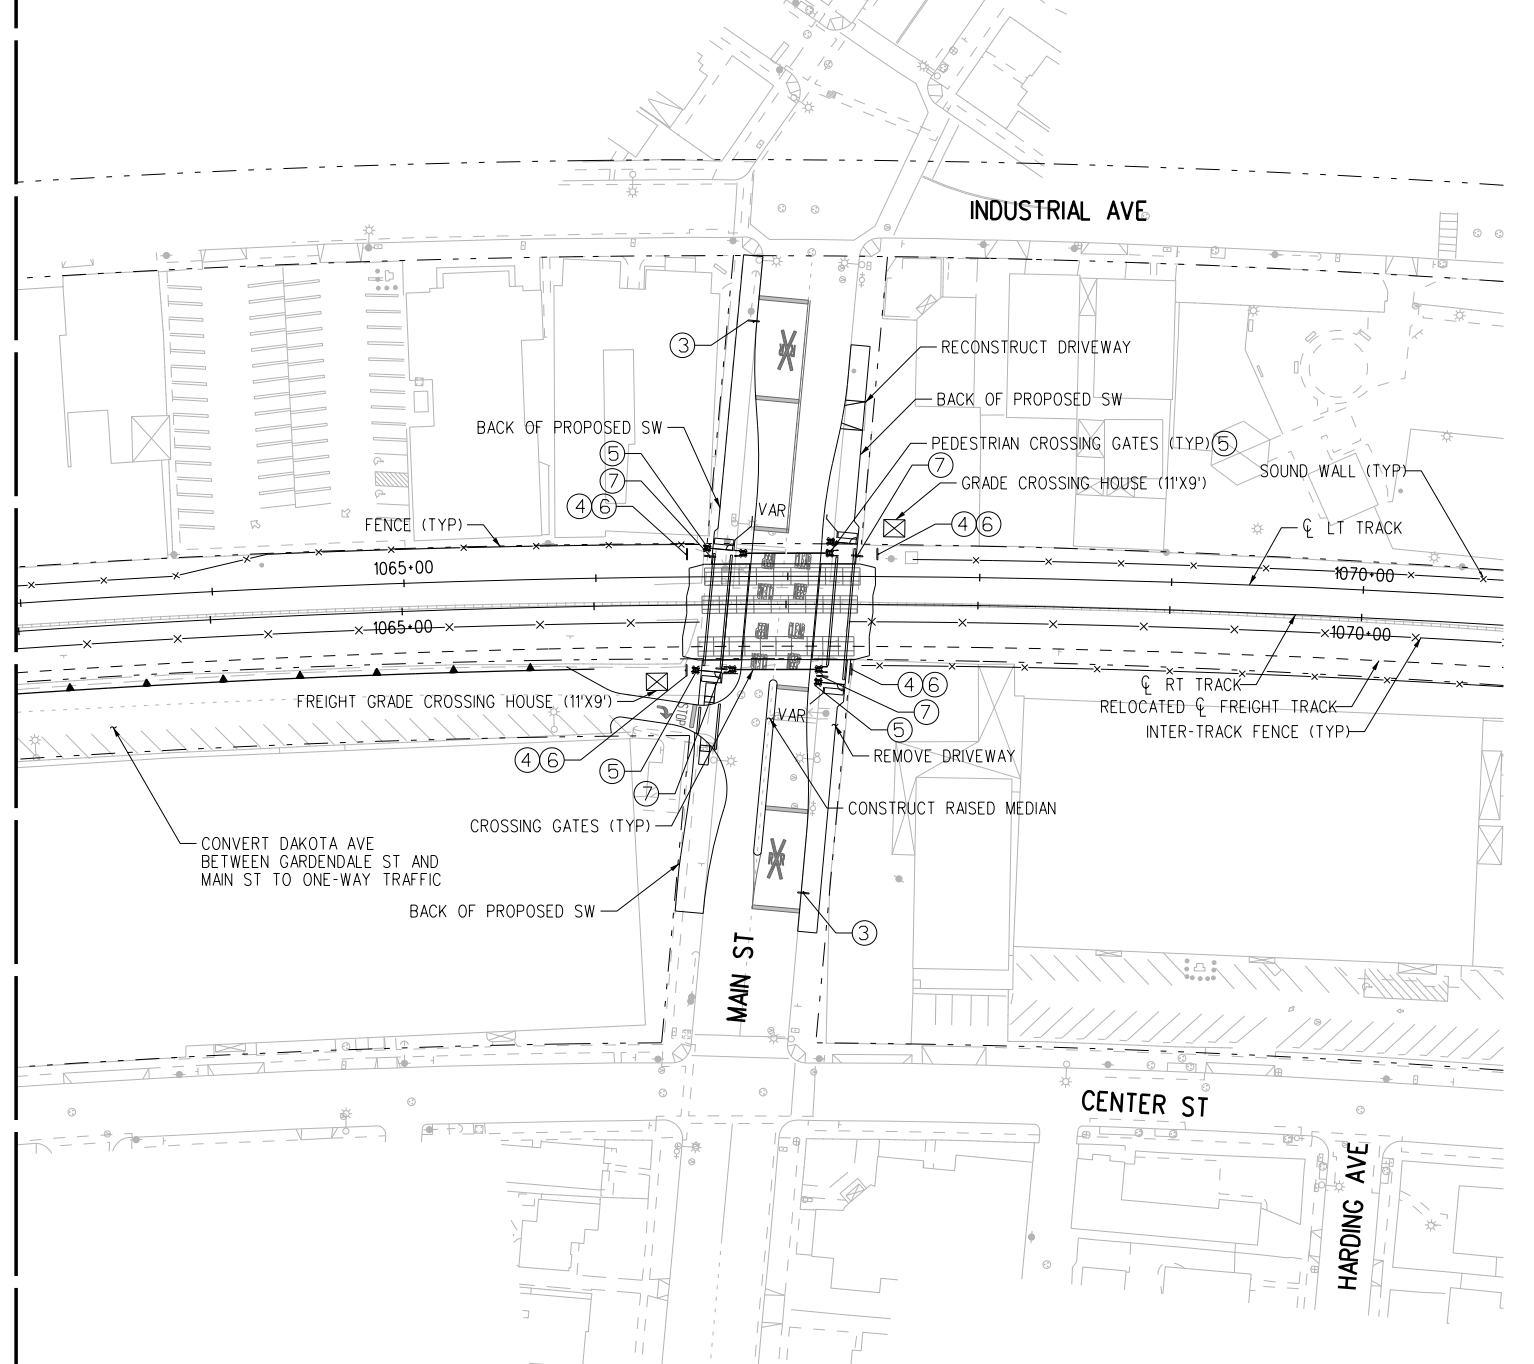 INDUSTRIAL AVE
3
RECONSTRUCT DRIVEWAY
BACK OF PROPOSED SW
BACK OF PROPOSED SW
PEDESTRIAN CROSSING GATES (TYP) 5
5
7
7
SOUND WALL (TYP)
GRADE CROSSING HOUSE (11'X9')
4 6
VAR
FENCE (TYP)
4 6
℄ LT TRACK
1065+00
1070+00
1065+00
1070+00
℄ RT TRACK
4 6
FREIGHT GRADE CROSSING HOUSE (11'X9')
STOP
RELOCATED ℄ FREIGHT TRACK
7
VAR
5
INTER-TRACK FENCE (TYP)
4 6
REMOVE DRIVEWAY
5
7
CONSTRUCT RAISED MEDIAN
CROSSING GATES (TYP)
CONVERT DAKOTA AVE
BETWEEN GARDENDALE ST AND
MAIN ST TO ONE-WAY TRAFFIC
BACK OF PROPOSED SW
3
MAIN ST
CENTER ST
HARDING AVE